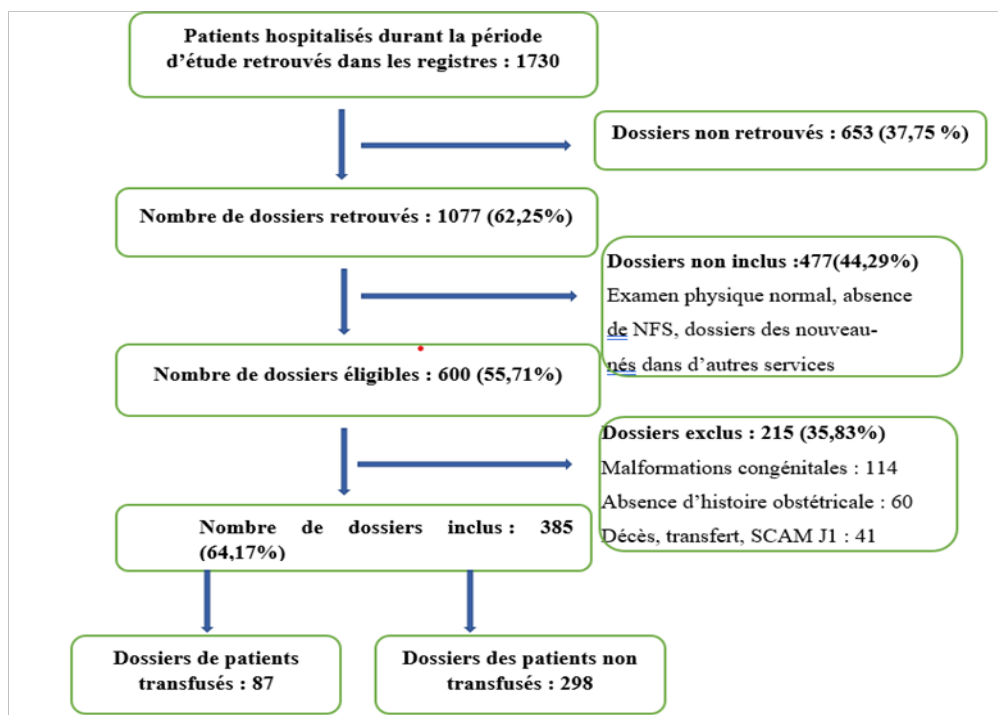 Patients hospitalisés durant la période
d’étude retrouvés dans les registres : 1730
Dossiers non retrouvés : 653 (37,75 %)
Nombre de dossiers retrouvés : 1077 (62,25%)
Dossiers non inclus :477(44,29%)
Examen physique normal, absence
de NFS, dossiers des nouveau-
nés dans d’autres services
Nombre de dossiers éligibles : 600 (55,71%)
Dossiers exclus : 215 (35,83%)
Malformations congénitales : 114
Absence d’histoire obstétricale : 60
Décès, transfert, SCAM J1 : 41
Nombre de dossiers inclus : 385
(64,17%)
Dossiers de patients
transfusés : 87
Dossiers des patients non
transfusés : 298